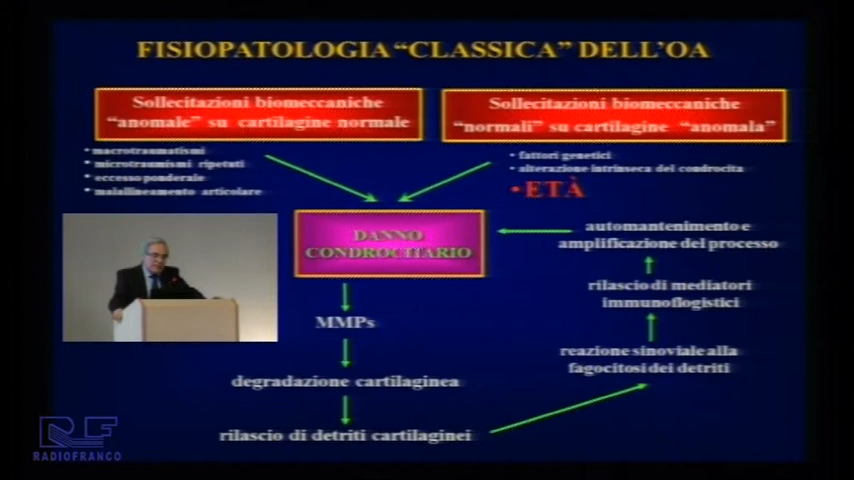 FISIOPATOLOGIA “CLASSICA” DELL’OA
Sollecitazioni biomeccaniche
“anomale” su cartilagine normale
Sollecitazioni biomeccaniche
“normali” su cartilagine “anomala”
• macrotraumatismi
• microtraumismi ripetuti
• eccesso ponderale
• malallineamento articolare
• fattori genetici
• alterazione intrinseca del condrocita
• ETÀ
DANNO
CONDROCITARIO
automantenimento e
amplificazione del processo
rilascio di mediatori
immunoflogistici
MMPs
reazione sinoviale alla
fagocitosi dei detriti
degradazione cartilaginea
rilascio di detriti cartilaginei
RF
RADIOFRANCO